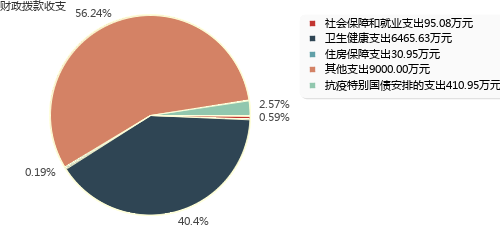 财政拨款收支
56.24%
2.57%
0.59%
0.19%
40.4%
社会保障和就业支出95.08万元
卫生健康支出6465.63万元
住房保障支出30.95万元
其他支出9000.00万元
抗疫特别国债安排的支出410.95万元